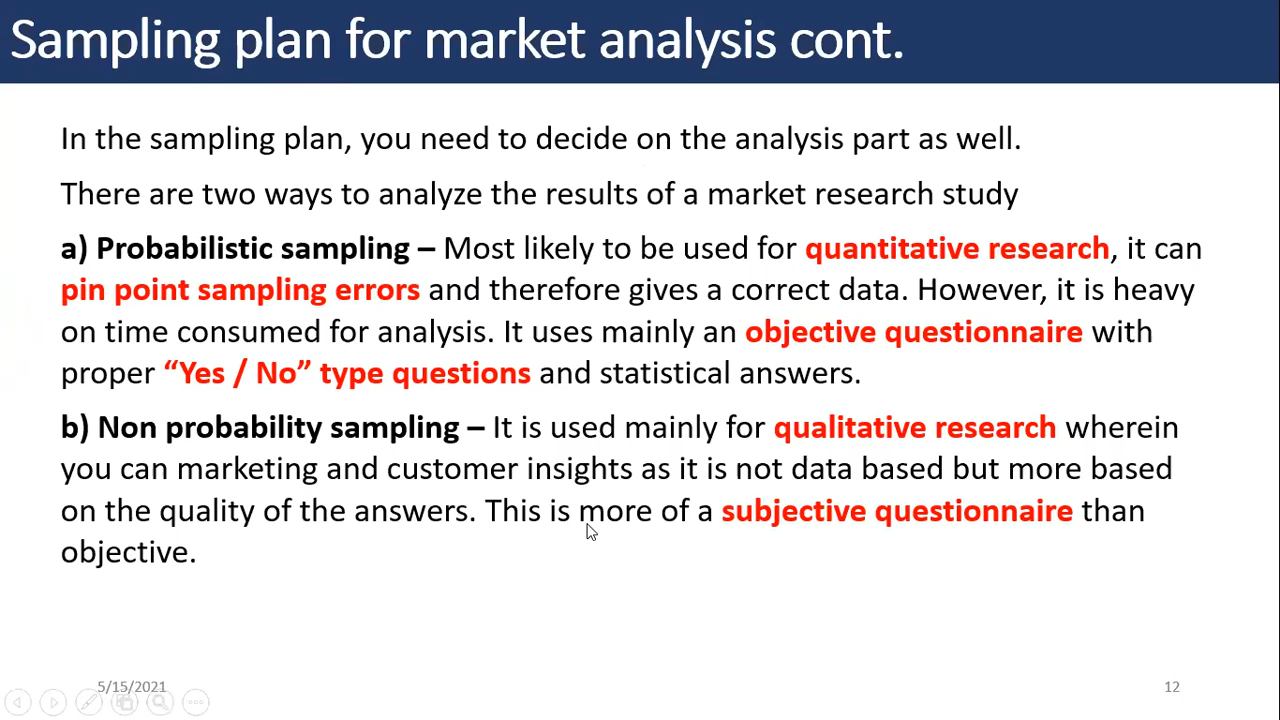 Sampling plan for market analysis cont.
In the sampling plan, you need to decide on the analysis part as well.
There are two ways to analyze the results of a market research study
a) Probabilistic sampling – Most likely to be used for quantitative research, it can
pin point sampling errors and therefore gives a correct data. However, it is heavy
on time consumed for analysis. It uses mainly an objective questionnaire with
proper “Yes / No” type questions and statistical answers.
b) Non probability sampling – It is used mainly for qualitative research wherein
you can marketing and customer insights as it is not data based but more based
on the quality of the answers. This is more of a subjective questionnaire than
objective.
5/15/2021
12